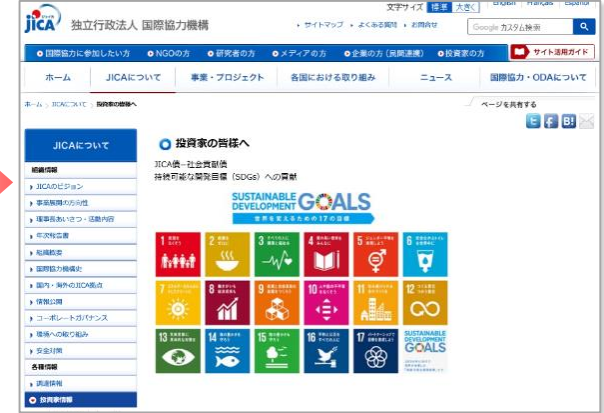 文字サイズ 標準 大きく English Français Español
JICA 独立行政法人 国際協力機構
サイトマップ よくある質問 お問合せ
Google カスタム検索
国際協力に参加したい方 NGOの方 研究者の方 メディアの方 企業の方 (民間連携) 投資家の方 サイト活用ガイド
ホーム JICAについて 事業・プロジェクト 各国における取り組み ニュース 国際協力・ODAについて
ホーム JICAについて 投資家の皆様へ
ページを共有する
JICAについて
組織情報
JICAのビジョン
事業展開の方向性
理事長あいさつ・活動内容
年次報告書
組織概要
国際協力機構史
国内・海外のJICA拠点
情報公開
コーポレートガバナンス
環境への取り組み
安全対策
各種情報
調達情報
投資家情報
投資家の皆様へ
JICA債-社会貢献債
持続可能な開発目標（SDGs）への貢献
SUSTAINABLE
DEVELOPMENT GOALS
世界を変えるための17の目標
1 2 3 4 5 6
7 8 9 10 11 12
13 14 15 16 17
SUSTAINABLE
DEVELOPMENT
GOALS